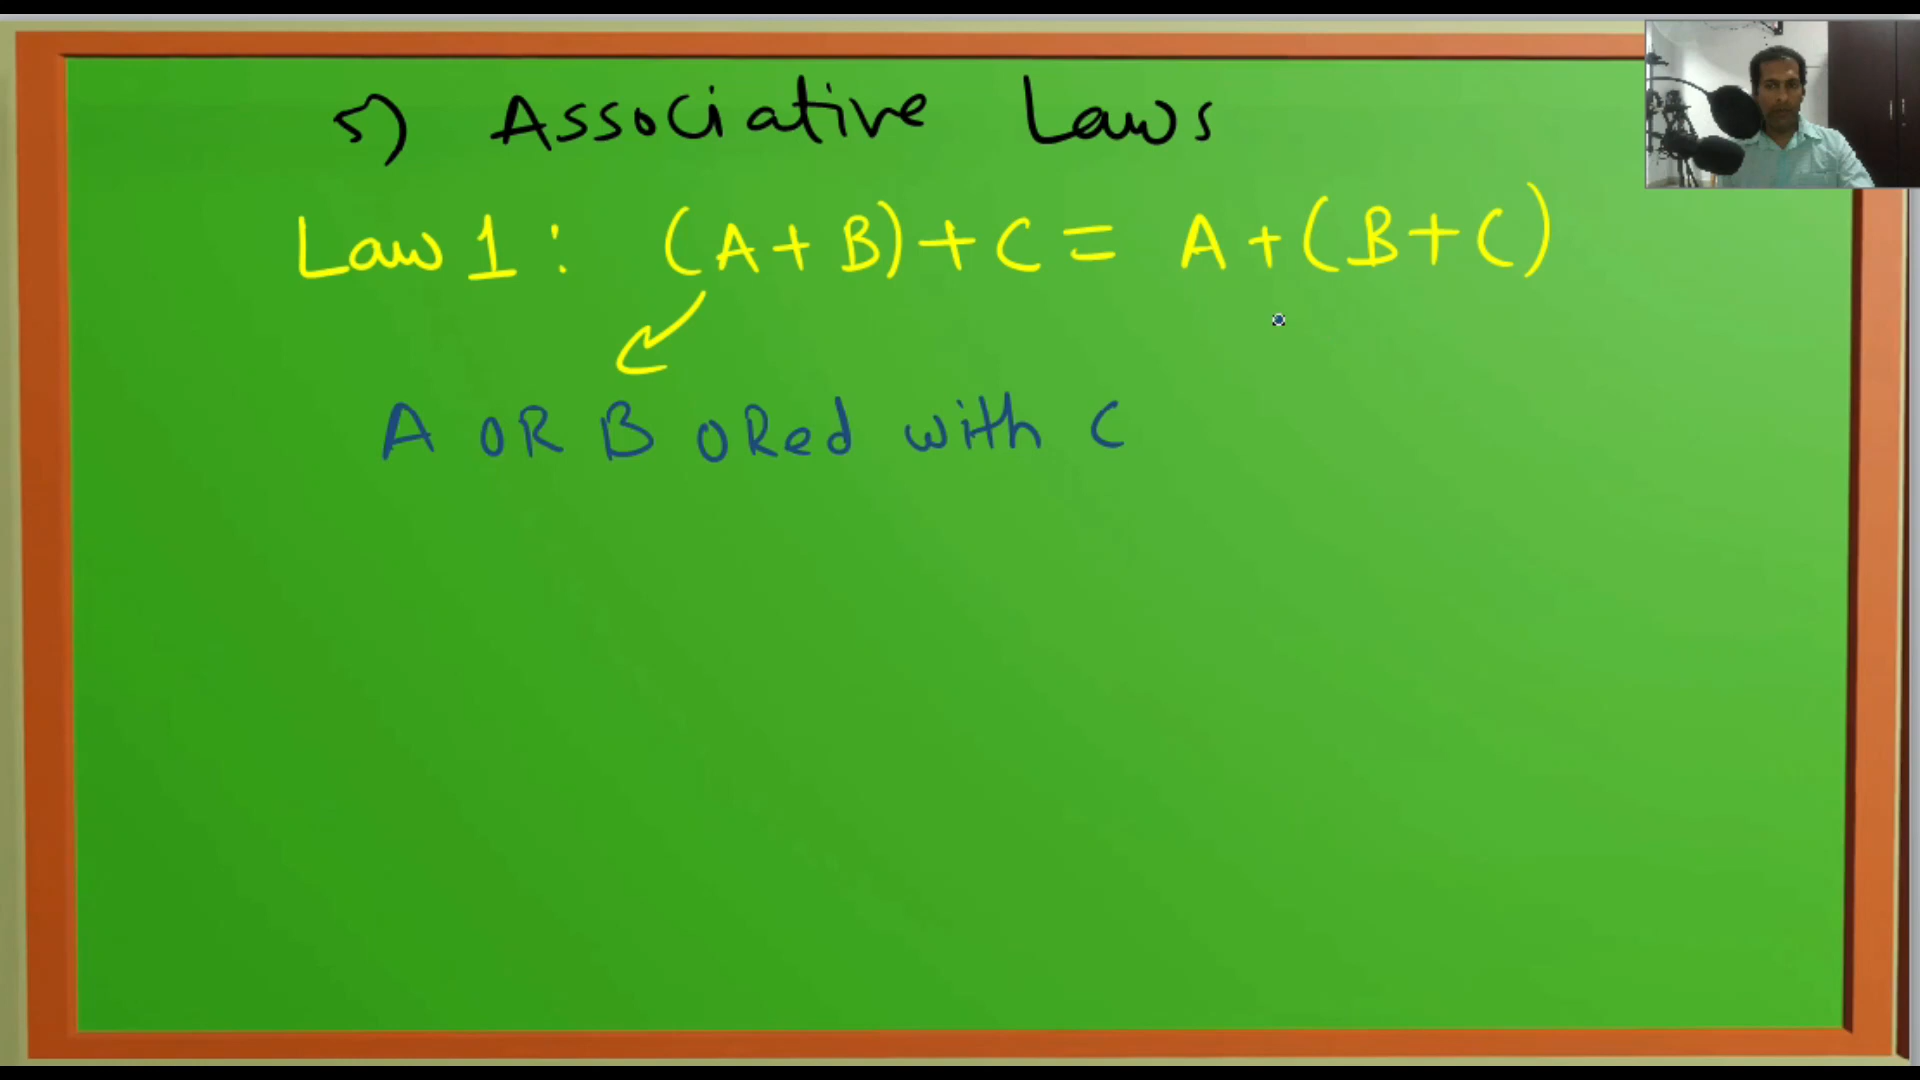 5) Associative Laws
Law 1 : (A+B)+C = A+(B+C)
A OR B ORed with C